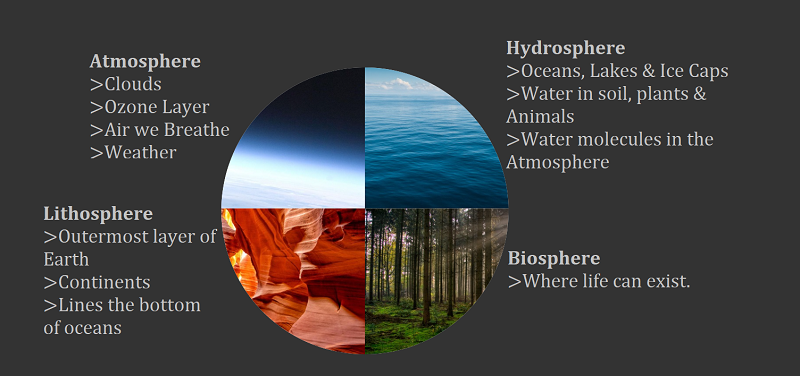 Atmosphere
>Clouds
>Ozone Layer
>Air we Breathe
>Weather
Hydrosphere
>Oceans, Lakes & Ice Caps
>Water in soil, plants &
Animals
>Water molecules in the
Atmosphere
Lithosphere
>Outermost layer of
Earth
>Continents
>Lines the bottom
of oceans
Biosphere
>Where life can exist.